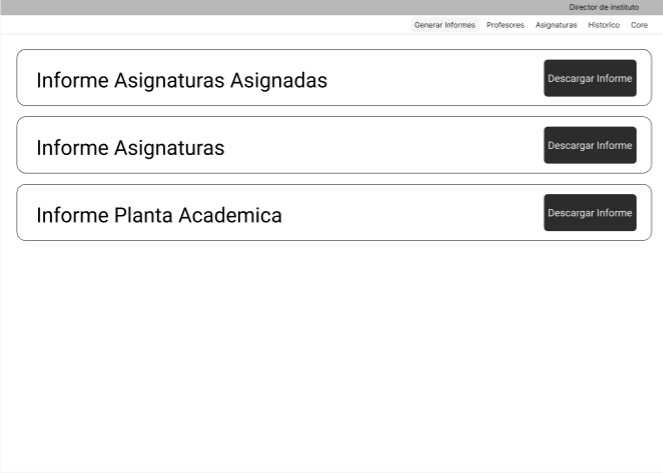 Director de instituto
Generar Informes Profesores Asignaturas Historico Core
Informe Asignaturas Asignadas
Descargar Informe
Informe Asignaturas
Descargar Informe
Informe Planta Academica
Descargar Informe